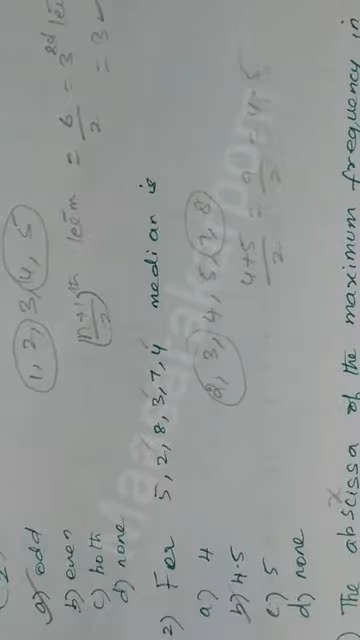 a) odd
b) even
c) both
d) none
1, 2, 3, 4, 5
(n+1/2)th term = 6/2 = 3rd
= 3
2) For 5, 2, 8, 3, 7, 4 median is
a) 4
b) 4.5
c) 5
d) none
2, 3, 4, 5, 7, 8
4+5/2 = 9/2 = 4.5
The abscissa of the maximum frequency in